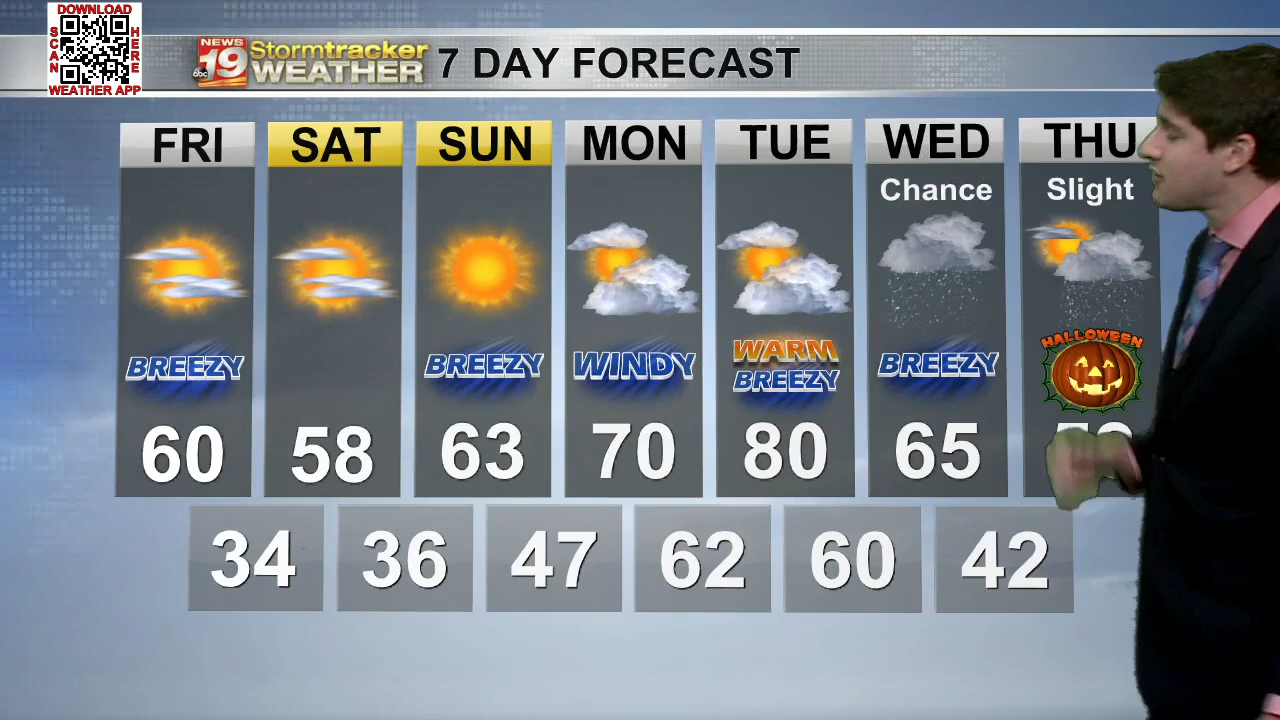 DOWNLOAD
SCAN
HERE
WEATHER APP
NEWS
abc 19
Stormtracker
WEATHER
7 DAY FORECAST
FRI SAT SUN MON TUE WED THU
Chance Slight
BREEZY BREEZY WINDY WARM BREEZY BREEZY HALLOWEEN
60 58 63 70 80 65
34 36 47 62 60 42